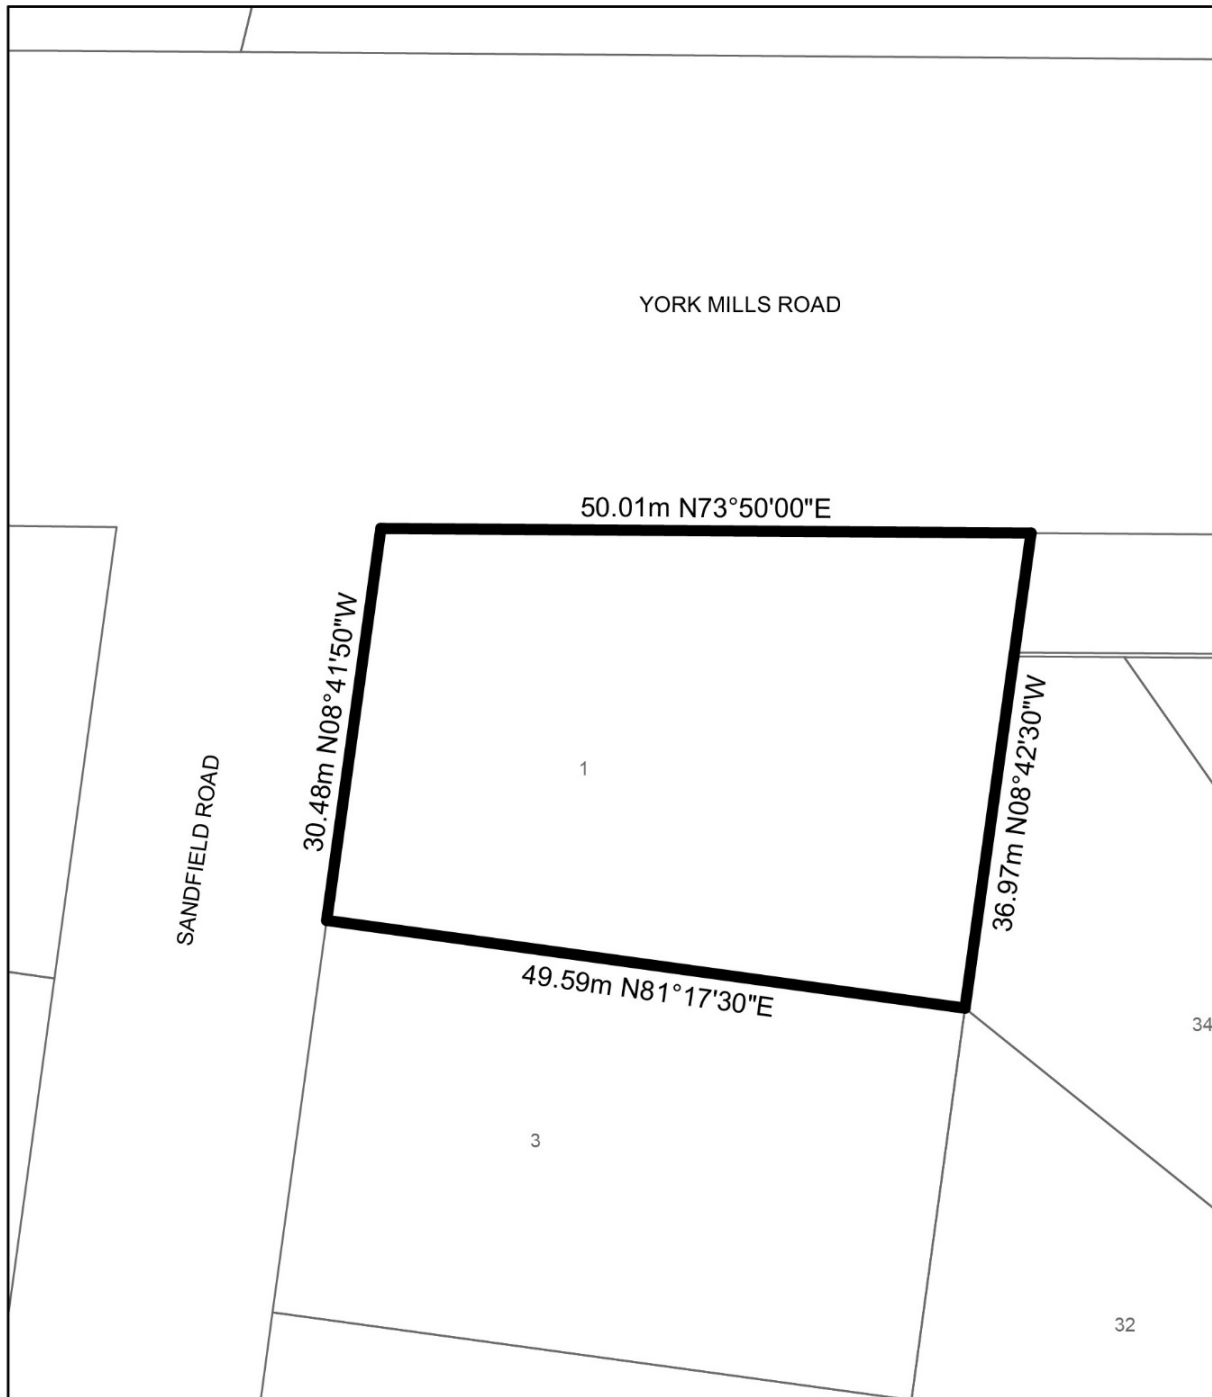 YORK MILLS ROAD
50.01m N73°50'00"E
30.48m N08°41'50"W
36.97m N08°42'30"W
1
SANDFIELD ROAD
49.59m N81°17'30"E
34
3
32